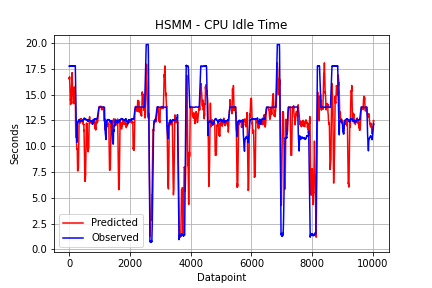 HSMM - CPU Idle Time
20.0
17.5
15.0
12.5
10.0
7.5
5.0
2.5
0.0
Seconds
Predicted
Observed
0 2000 4000 6000 8000 10000
Datapoint